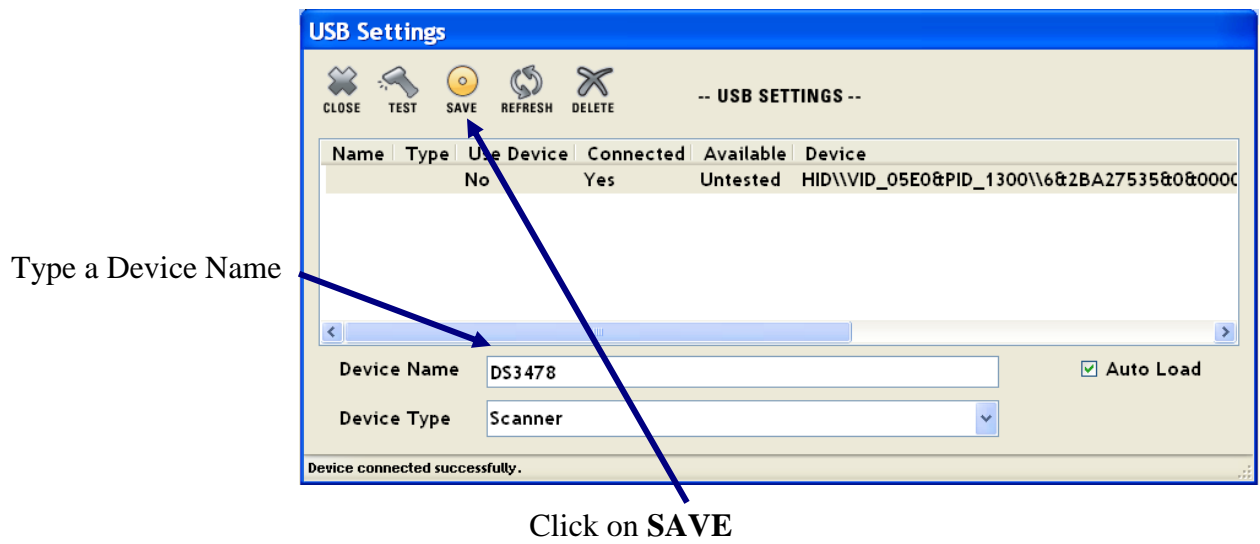 USB Settings
CLOSE TEST SAVE REFRESH DELETE -- USB SETTINGS --
Name Type Use Device Connected Available Device
No Yes Untested HID\\VID_05E0&PID_1300\\6&2BA27535&0&0000
Type a Device Name
Device Name DS3478 Auto Load
Device Type Scanner
Device connected successfully.
Click on SAVE